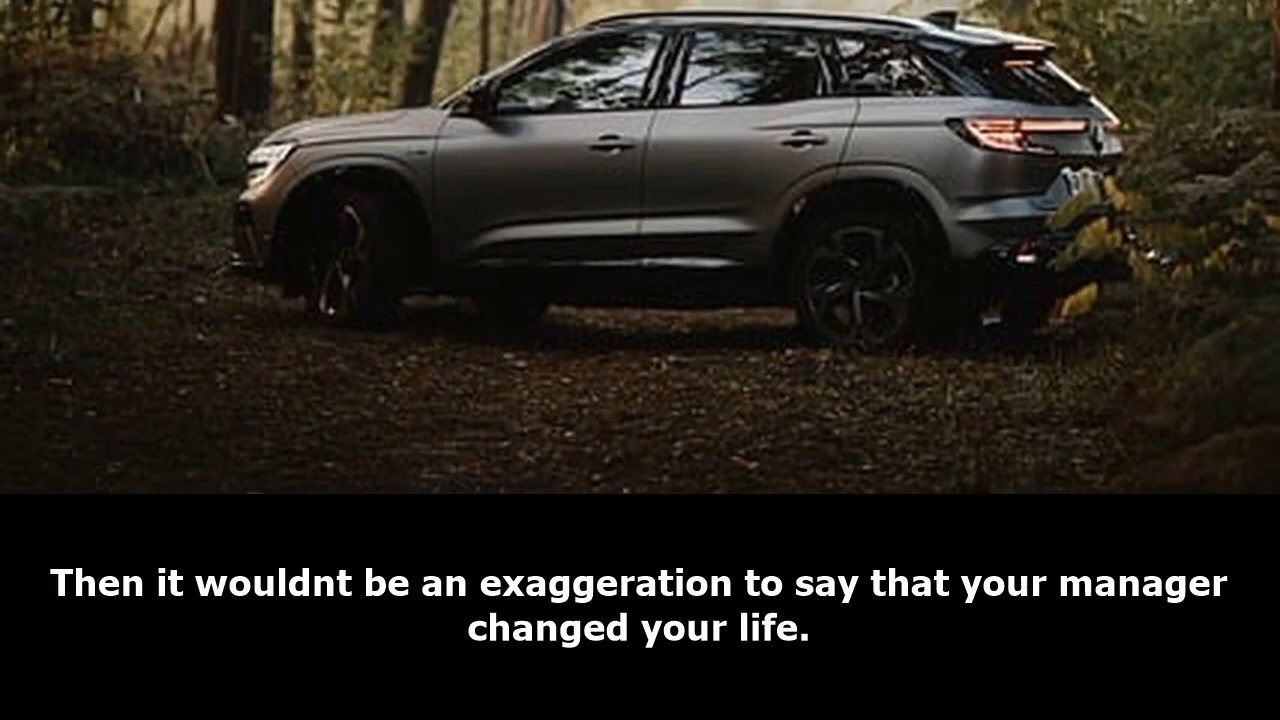 Then it wouldnt be an exaggeration to say that your manager
changed your life.